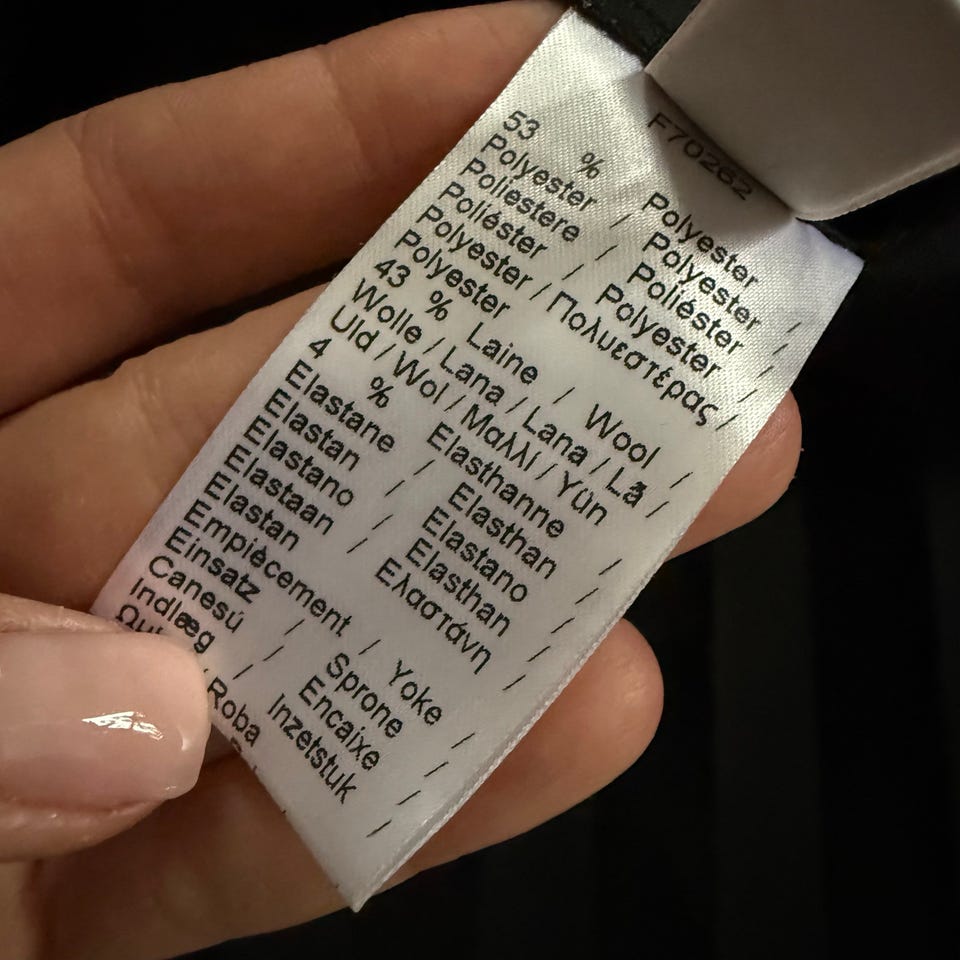 F70262
53 % Polyester /
Polyester / Polyester /
Poliestere / Poliéster /
Poliéster / Polyester /
Polyester / Πολυεστέρας /
Polyester
43 % Laine / Wool /
Wolle / Lana / Lana / Lã /
Uld / Wol / Μαλλί / Yün
4 % Elasthanne /
Elastane / Elasthan /
Elastan / Elastano /
Elastano / Elasthan /
Elastaan / Ελαστάνη /
Elastan
Empiècement / Yoke /
Einsatz / Sprone /
Canesú / Encaixe /
Indlæg / Inzetstuk /
/ Roba